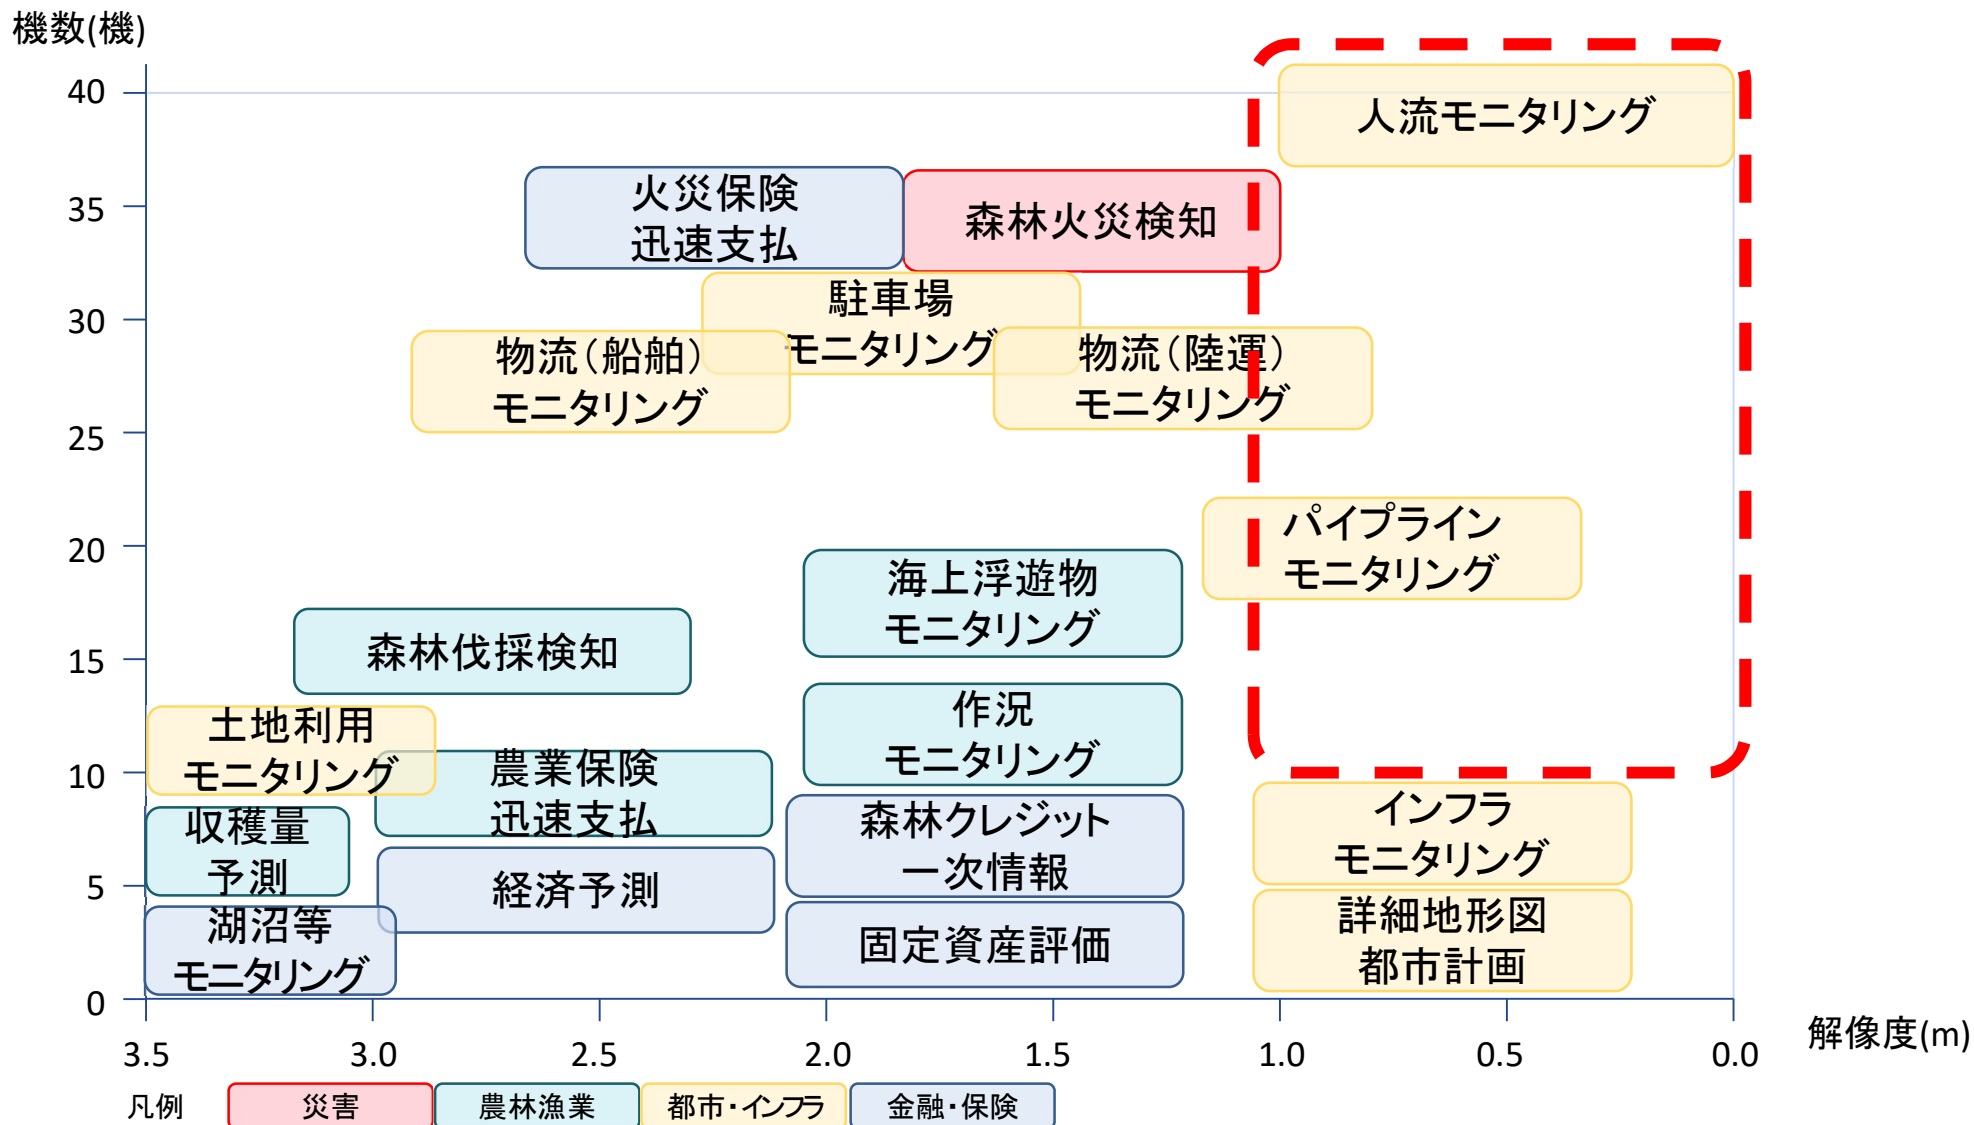 機数(機)
40
35
30
25
20
15
10
5
0
人流モニタリング
火災保険
迅速支払
森林火災検知
駐車場
モニタリング
物流(船舶)
モニタリング
物流(陸運)
モニタリング
パイプライン
モニタリング
海上浮遊物
モニタリング
森林伐採検知
作況
モニタリング
土地利用
モニタリング
農業保険
迅速支払
収穫量
予測
森林クレジット
一次情報
インフラ
モニタリング
経済予測
湖沼等
モニタリング
固定資産評価
詳細地形図
都市計画
3.5
3.0
2.5
2.0
1.5
1.0
0.5
0.0
解像度(m)
凡例
災害
農林漁業
都市・インフラ
金融・保険